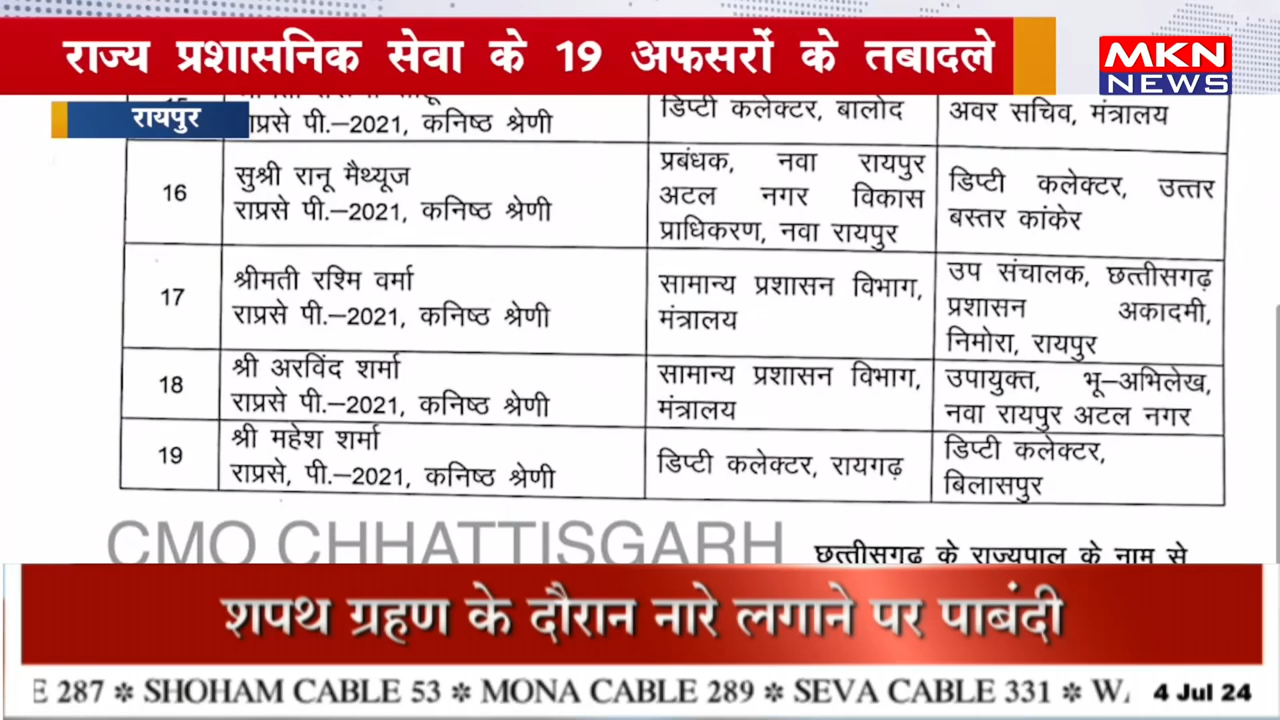 राज्य प्रशासनिक सेवा के 19 अफसरों के तबादले
MKN
NEWS
रायपुर
राप्रसे पी.–2021, कनिष्ठ श्रेणी
डिप्टी कलेक्टर, बालोद
अवर सचिव, मंत्रालय
16
सुश्री रानू मैथ्यूज
राप्रसे पी.–2021, कनिष्ठ श्रेणी
प्रबंधक, नवा रायपुर
अटल नगर विकास
प्राधिकरण, नवा रायपुर
डिप्टी कलेक्टर, उत्तर
बस्तर कांकेर
17
श्रीमती रश्मि वर्मा
राप्रसे पी.–2021, कनिष्ठ श्रेणी
सामान्य प्रशासन विभाग,
मंत्रालय
उप संचालक, छत्तीसगढ़
प्रशासन अकादमी,
निमोरा, रायपुर
18
श्री अरविंद शर्मा
राप्रसे पी.–2021, कनिष्ठ श्रेणी
सामान्य प्रशासन विभाग,
मंत्रालय
उपायुक्त, भू–अभिलेख,
नवा रायपुर अटल नगर
19
श्री महेश शर्मा
राप्रसे, पी.–2021, कनिष्ठ श्रेणी
डिप्टी कलेक्टर, रायगढ़
डिप्टी कलेक्टर,
बिलासपुर
CMO CHHATTISGARH
छत्तीसगढ़ के राज्यपाल के नाम से
शपथ ग्रहण के दौरान नारे लगाने पर पाबंदी
E 287 * SHOHAM CABLE 53 * MONA CABLE 289 * SEVA CABLE 331 *
4 Jul 24